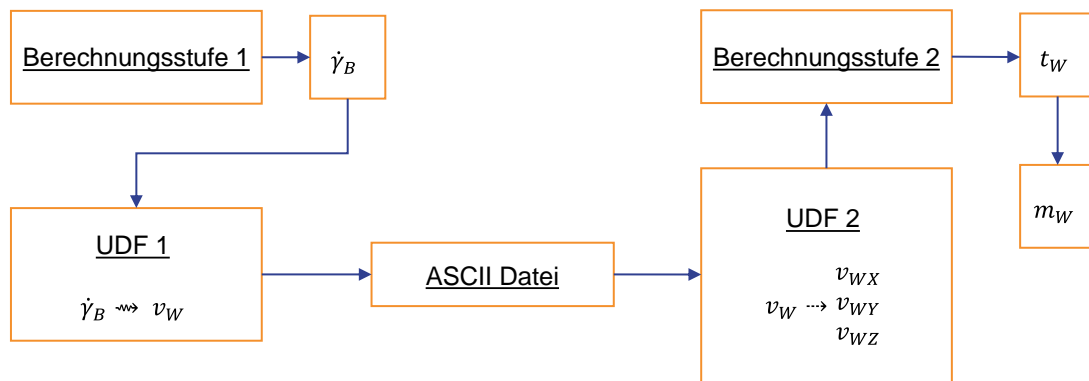 Berechnungsstufe 1
γ̇_B
UDF 1
γ̇_B ⇝ v_W
ASCII Datei
UDF 2
v_WX
v_W ⇢ v_WY
v_WZ
Berechnungsstufe 2
t_W
m_W